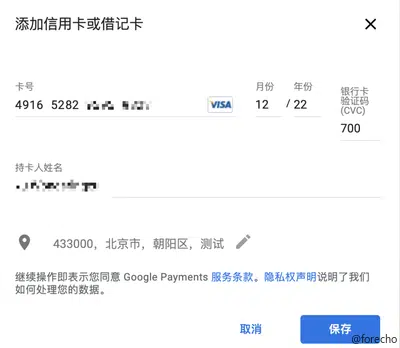 添加信用卡或借记卡
卡号
月份
年份
银行卡
验证码
(CVC)
4916 5282
VISA
12 / 22
700
持卡人姓名
433000，北京市，朝阳区，测试
继续操作即表示您同意 Google Payments 服务条款。隐私权声明说明了我们
如何处理您的数据。
取消
保存
@forecho